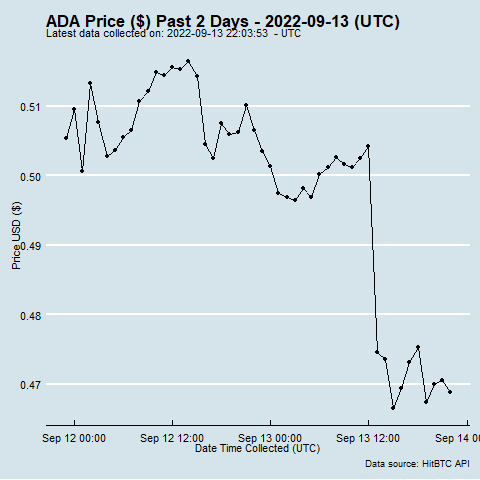 ADA Price ($) Past 2 Days - 2022-09-13 (UTC)
Latest data collected on: 2022-09-13 22:03:53  - UTC
0.51
0.50
0.49
0.48
0.47
Price USD ($)
Sep 12 00:00
Sep 12 12:00
Sep 13 00:00
Sep 13 12:00
Sep 14 00
Date Time Collected (UTC)
Data source: HitBTC API